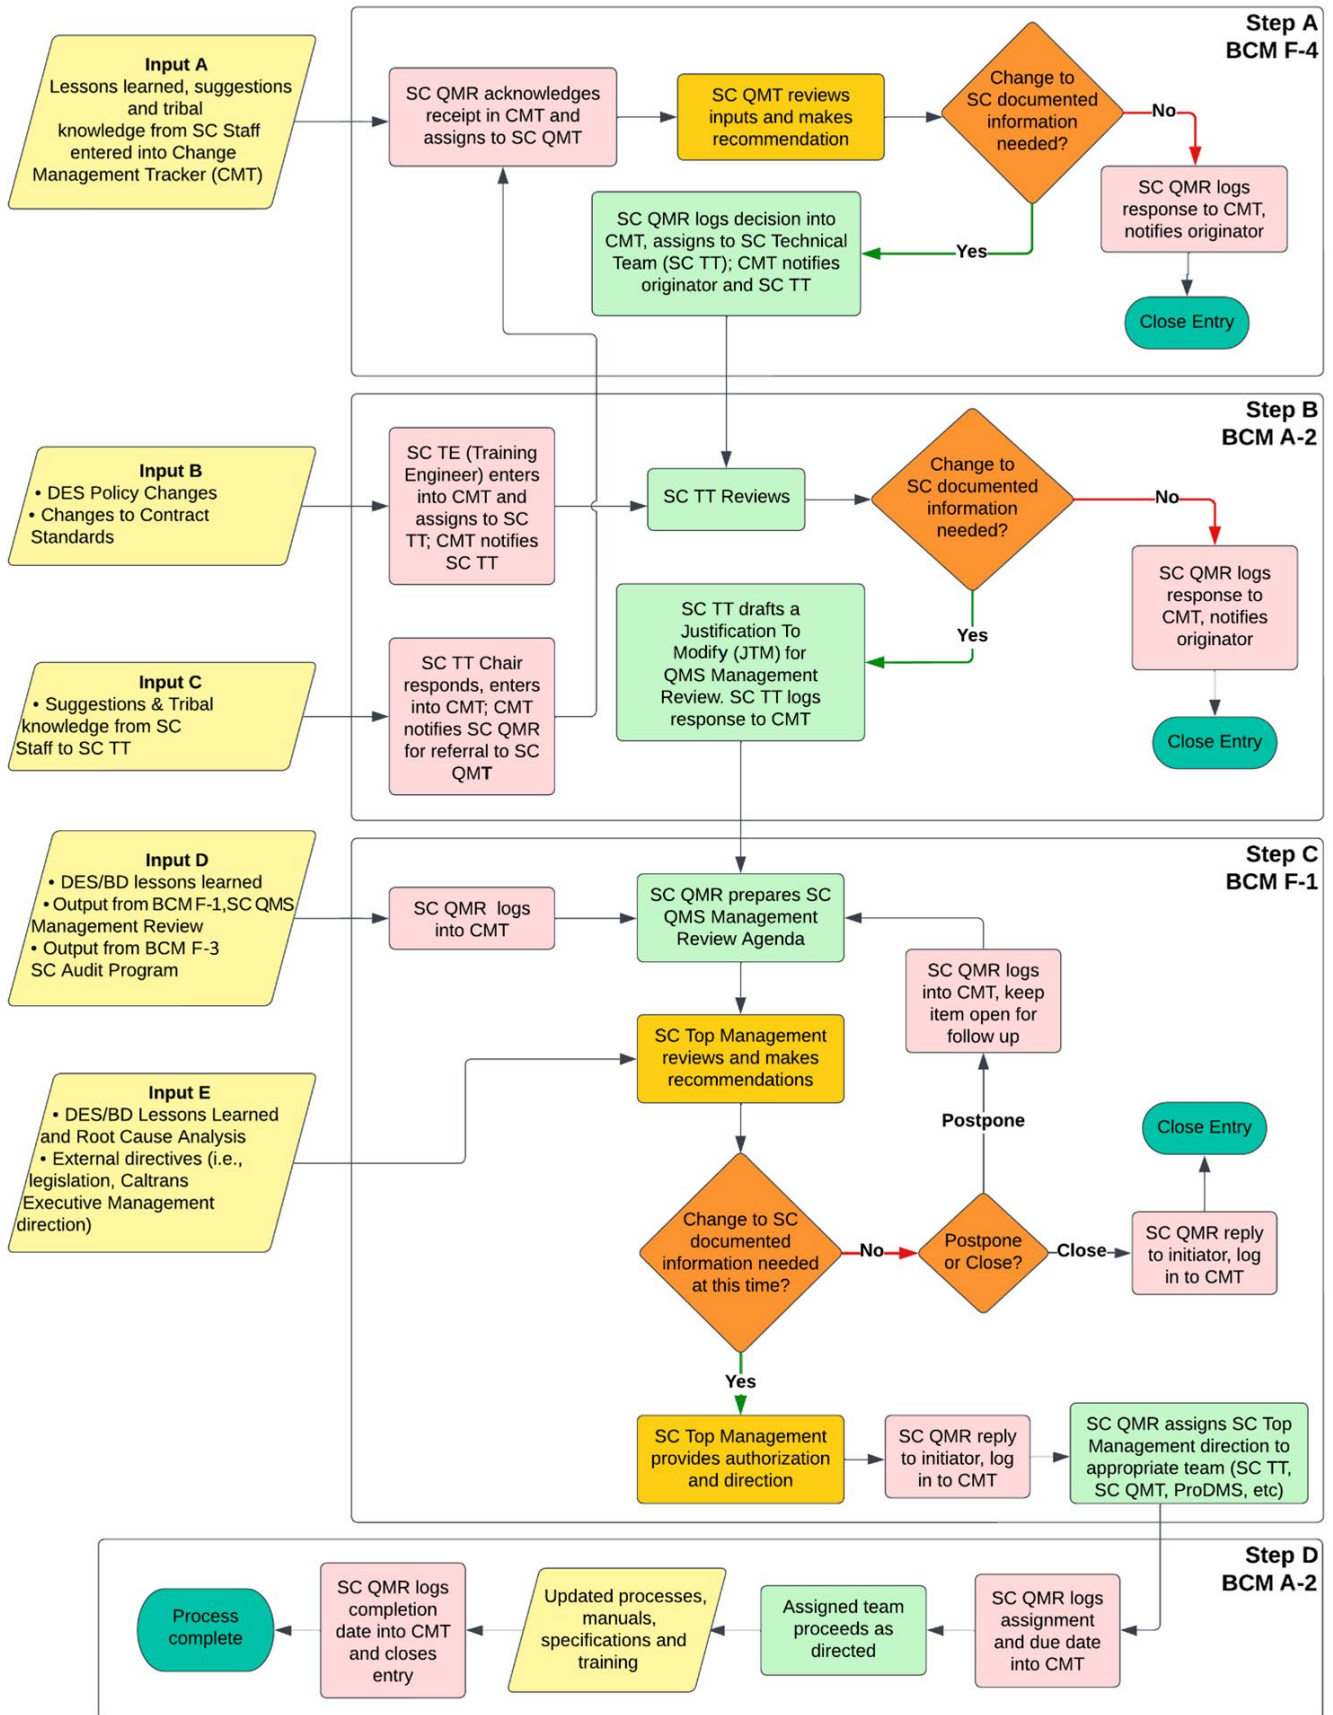 Step A
BCM F-4
Input A
Lessons learned, suggestions
and tribal
knowledge from SC Staff
entered into Change
Management Tracker (CMT)
SC QMR acknowledges
receipt in CMT and
assigns to SC QMT
SC QMT reviews
inputs and makes
recommendation
Change to
SC documented
information
needed?
No
SC QMR logs
response to CMT,
notifies originator
Close Entry
Yes
SC QMR logs decision into
CMT, assigns to SC Technical
Team (SC TT); CMT notifies
originator and SC TT
Step B
BCM A-2
Input B
• DES Policy Changes
• Changes to Contract
Standards
SC TE (Training
Engineer) enters
into CMT and
assigns to SC
TT; CMT notifies
SC TT
SC TT Reviews
Change to
SC documented
information
needed?
No
SC QMR logs
response to
CMT, notifies
originator
Close Entry
Yes
SC TT drafts a
Justification To
Modify (JTM) for
QMS Management
Review. SC TT logs
response to CMT
Input C
• Suggestions & Tribal
knowledge from SC
Staff to SC TT
SC TT Chair
responds, enters
into CMT; CMT
notifies SC QMR
for referral to SC
QMT
Step C
BCM F-1
Input D
• DES/BD lessons learned
• Output from BCM F-1,SC QMS
Management Review
• Output from BCM F-3
SC Audit Program
SC QMR logs
into CMT
SC QMR prepares SC
QMS Management
Review Agenda
SC QMR logs
into CMT, keep
item open for
follow up
SC Top Management
reviews and makes
recommendations
Input E
• DES/BD Lessons Learned
and Root Cause Analysis
• External directives (i.e.,
legislation, Caltrans
Executive Management
direction)
Postpone
Close Entry
Change to SC
documented
information needed
at this time?
No
Postpone
or Close?
Close
SC QMR reply
to initiator, log
in to CMT
Yes
SC Top Management
provides authorization
and direction
SC QMR reply
to initiator, log
in to CMT
SC QMR assigns SC Top
Management direction to
appropriate team (SC TT,
SC QMT, ProDMS, etc)
Step D
BCM A-2
SC QMR logs
assignment
and due date
into CMT
Assigned team
proceeds as
directed
Updated processes,
manuals,
specifications and
training
SC QMR logs
completion
date into CMT
and closes
entry
Process
complete